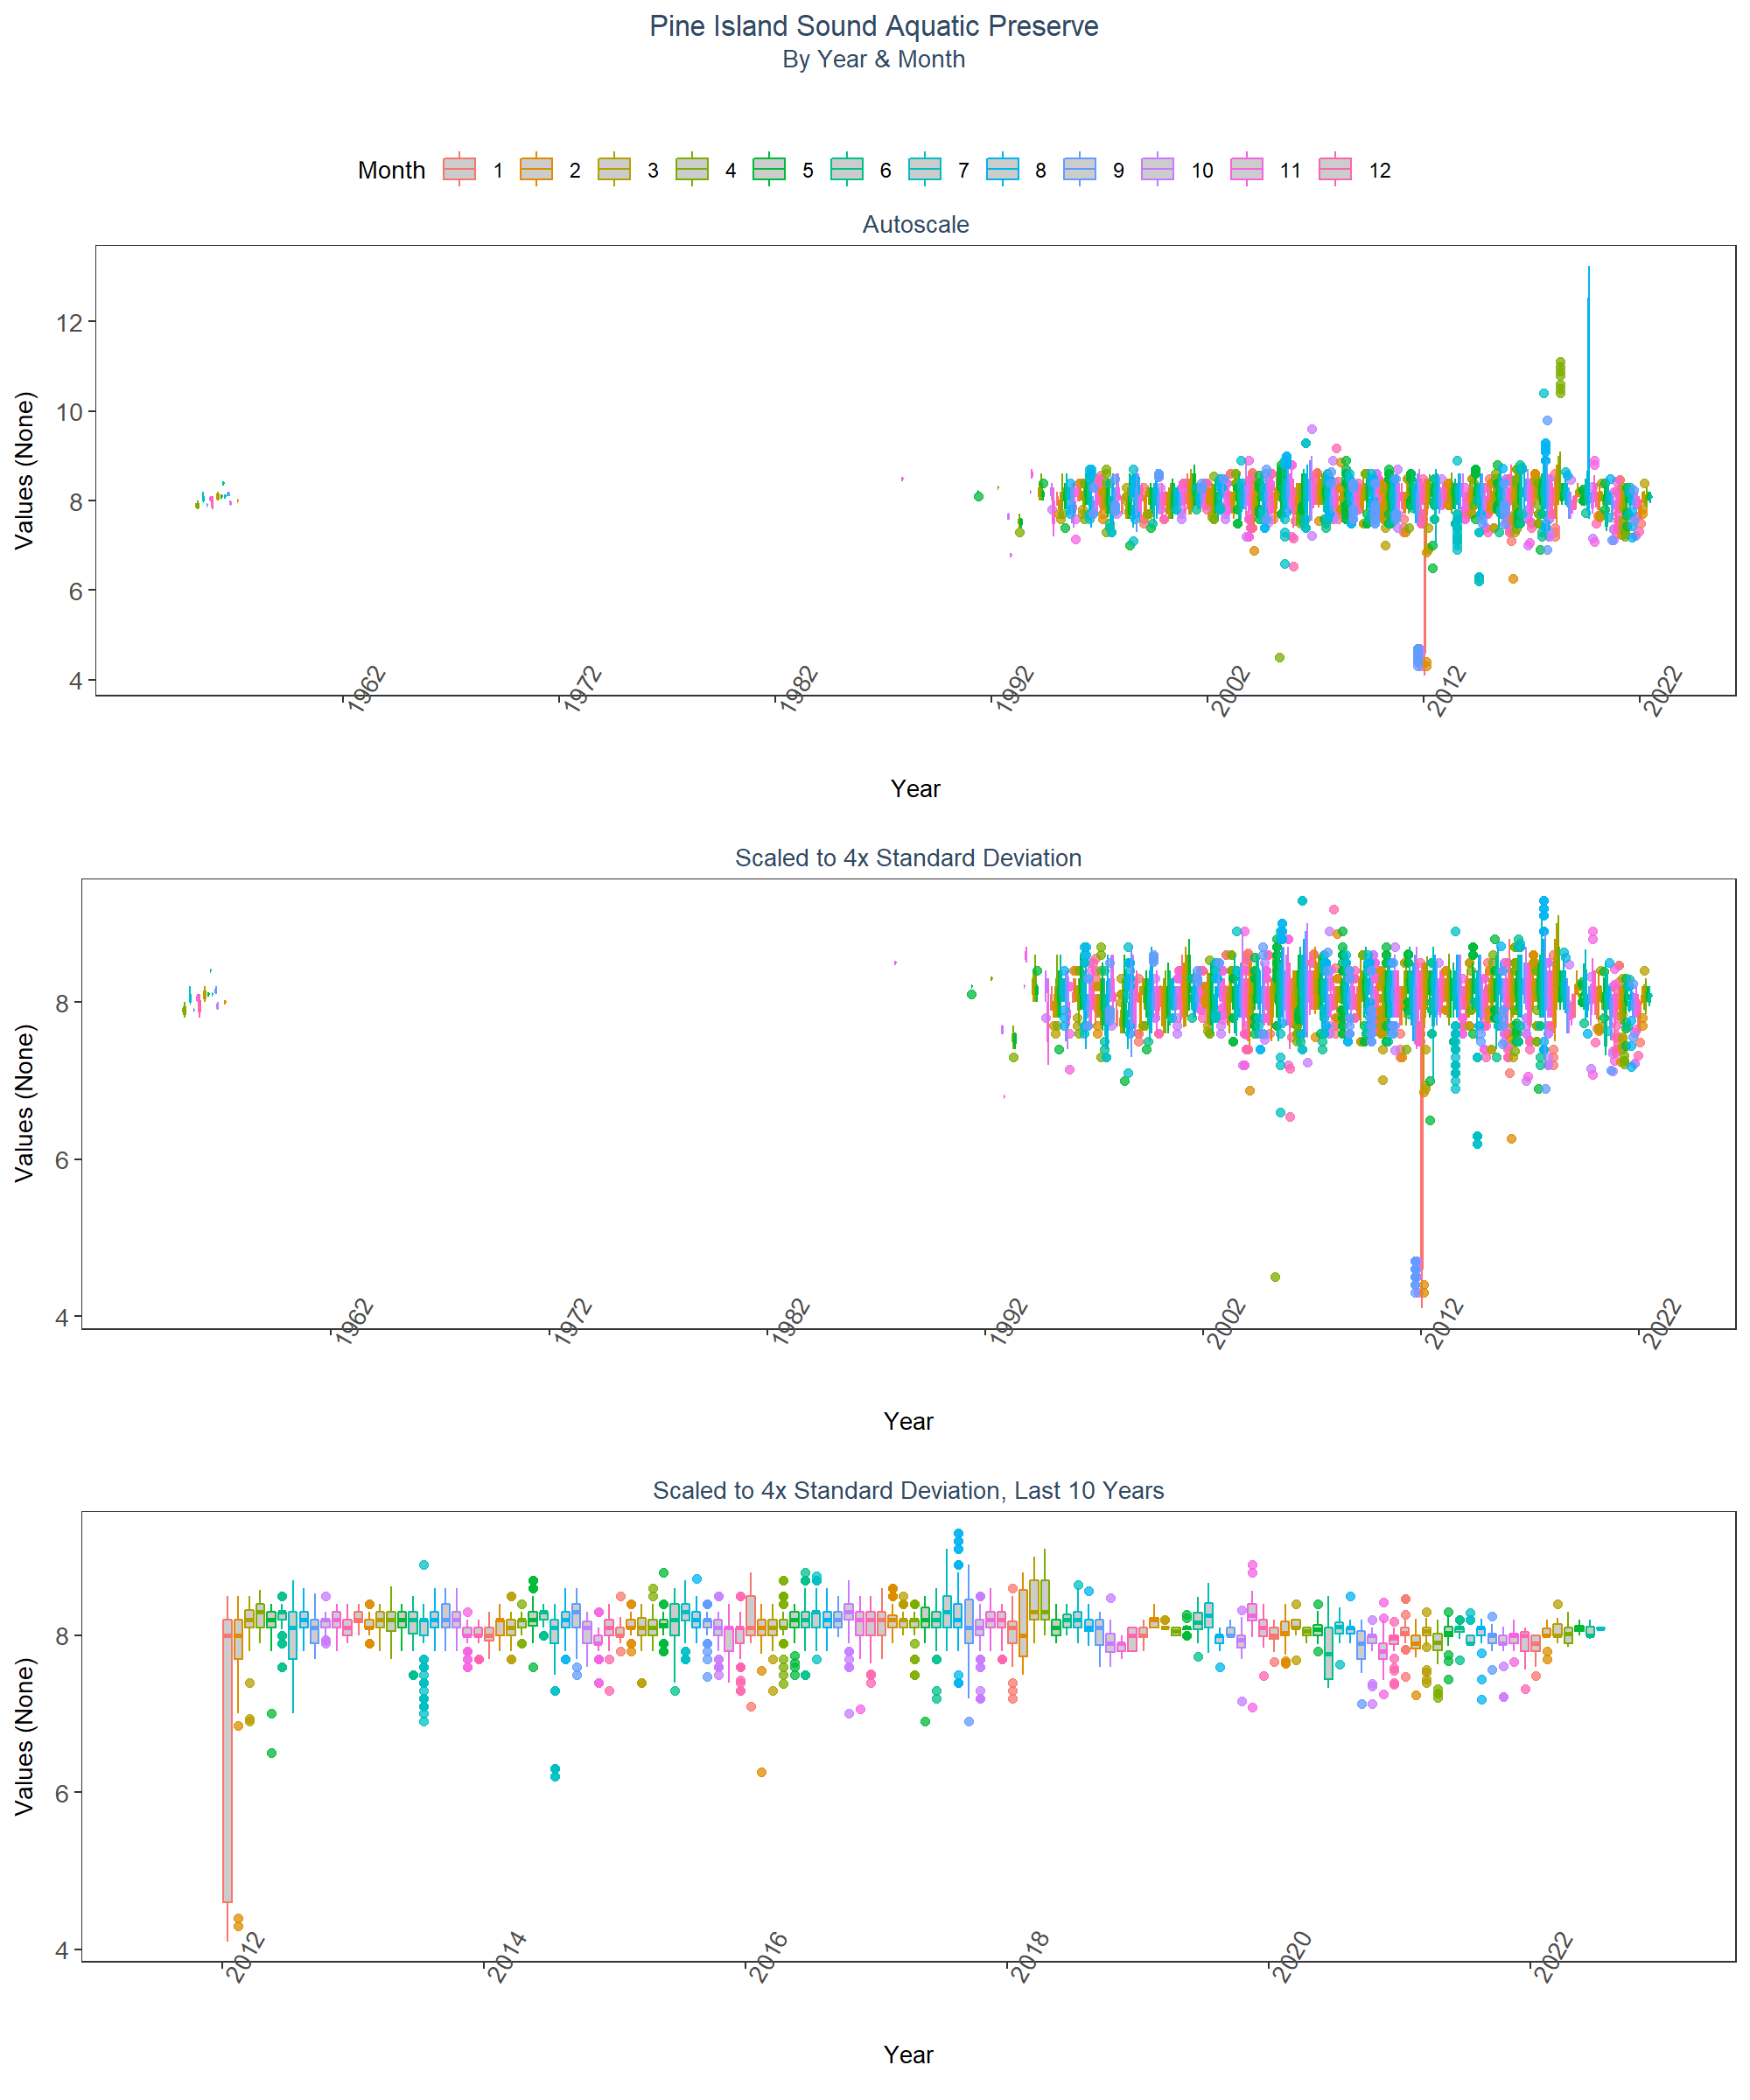 Pine Island Sound Aquatic Preserve
By Year & Month
Month 1 2 3 4 5 6 7 8 9 10 11 12
Autoscale
Values (None)
12
10
8
6
4
1962 1972 1982 1992 2002 2012 2022
Year
Scaled to 4x Standard Deviation
Values (None)
8
6
4
1962 1972 1982 1992 2002 2012 2022
Year
Scaled to 4x Standard Deviation, Last 10 Years
Values (None)
8
6
4
2012 2014 2016 2018 2020 2022
Year